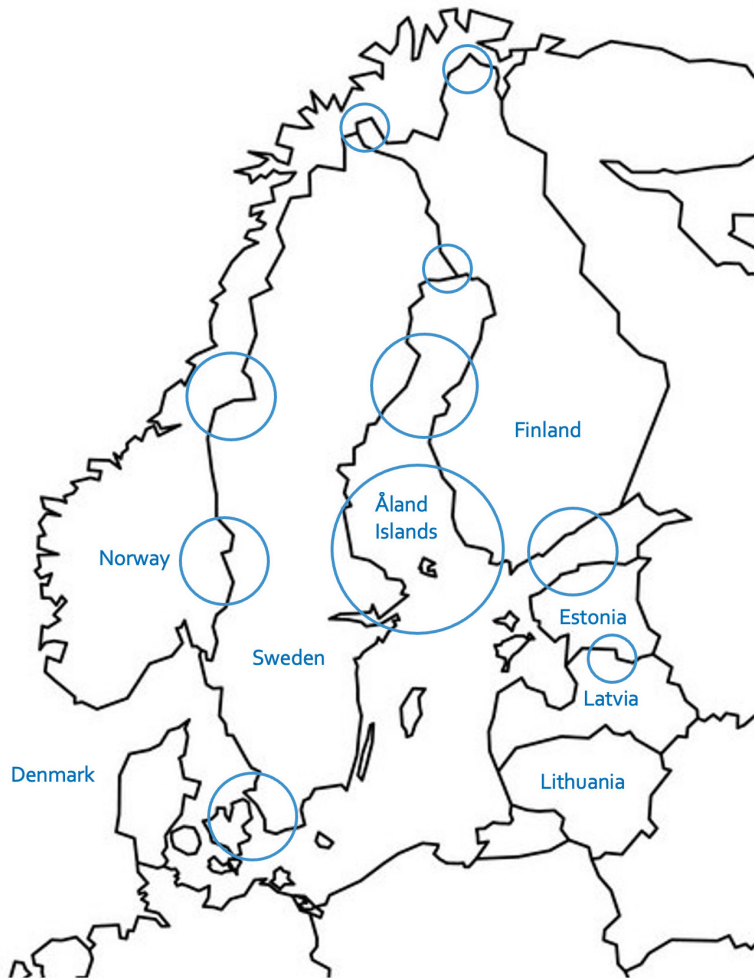 Finland
Åland
Islands
Norway
Estonia
Sweden
Latvia
Denmark
Lithuania